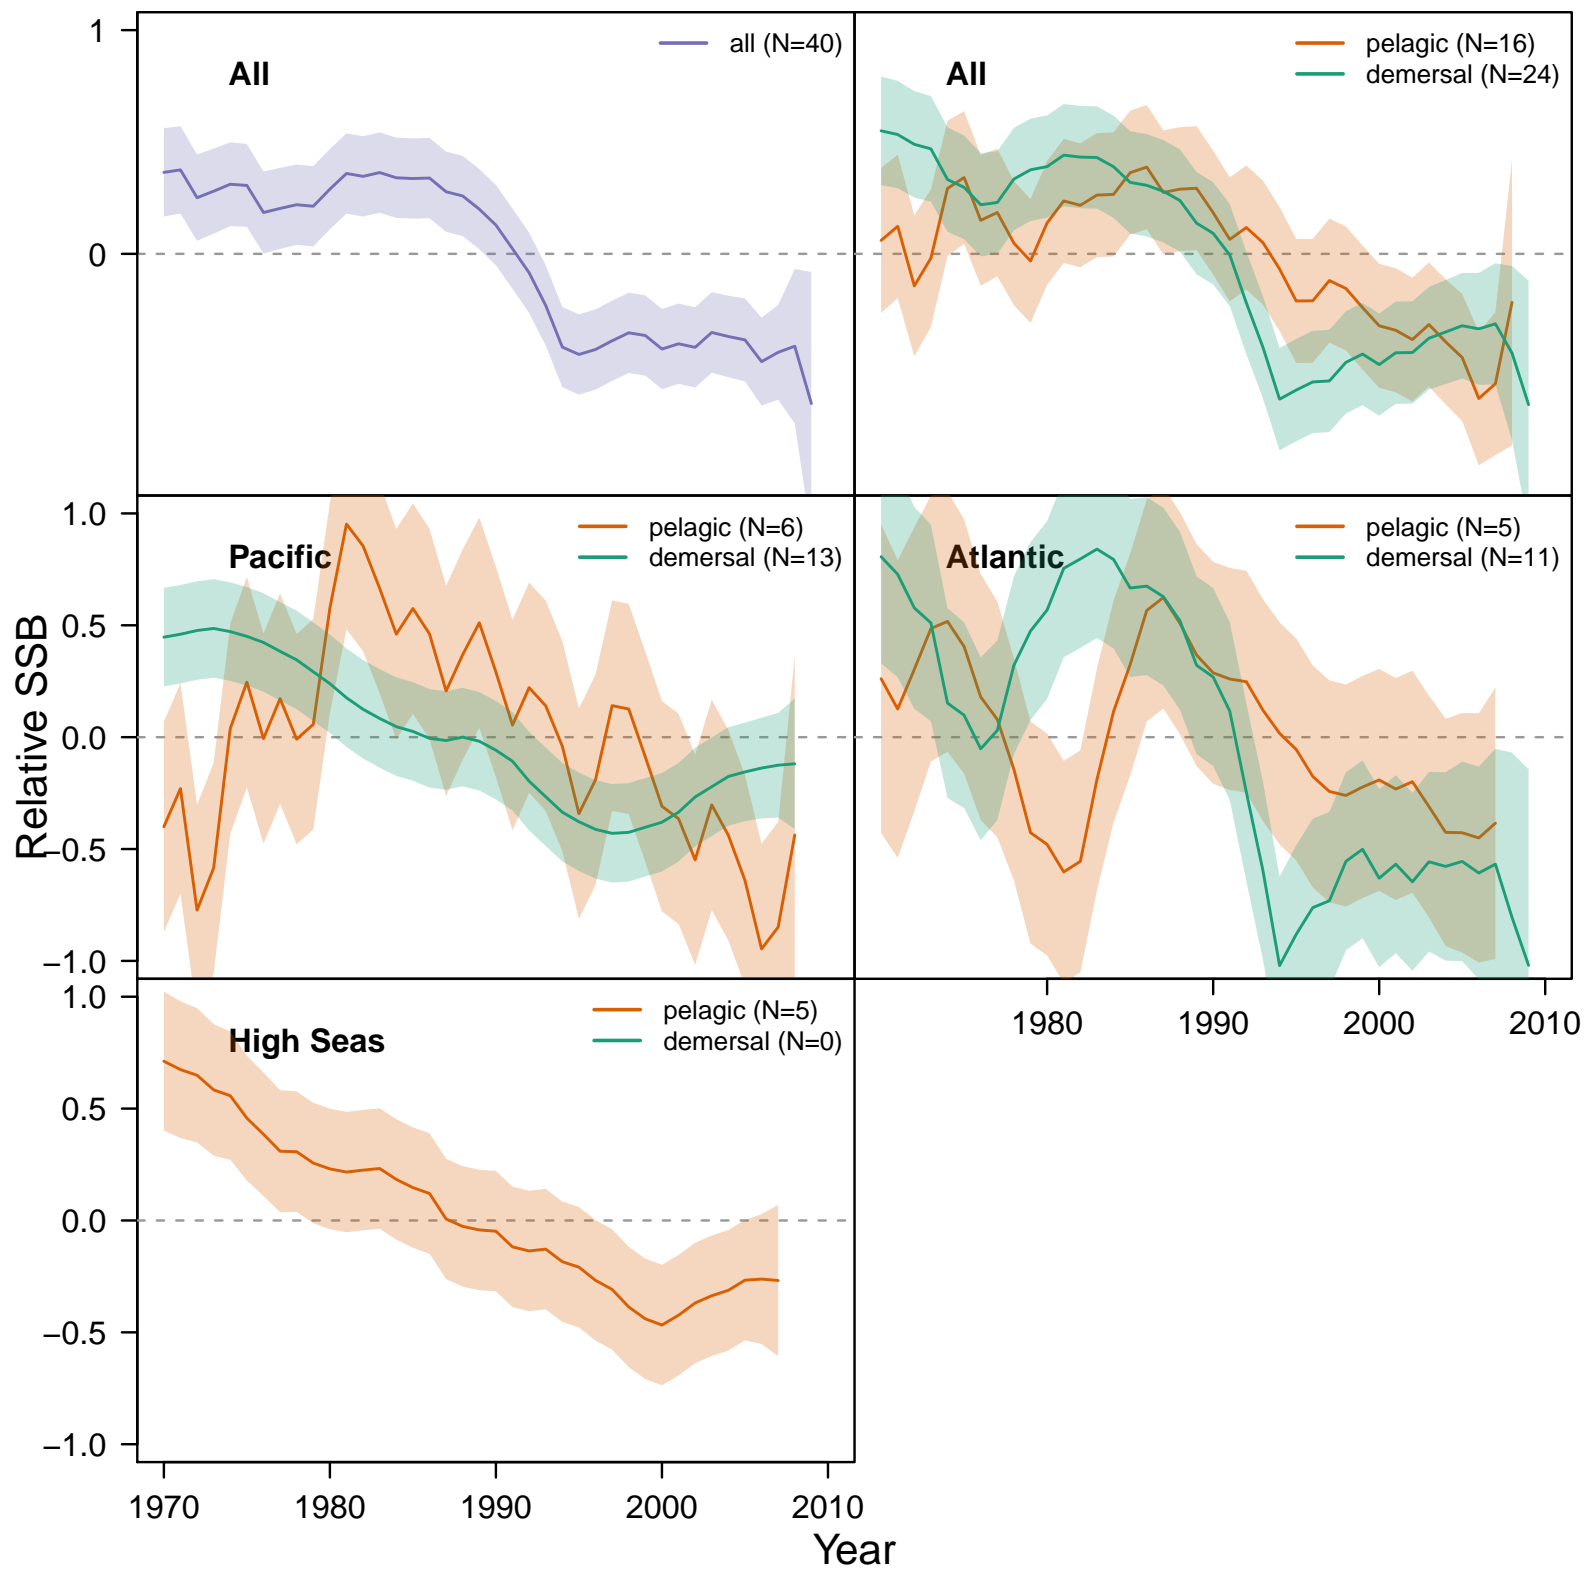 1
0
All
all (N=40)
All
pelagic (N=16)
demersal (N=24)
Relative SSB
1.0
0.5
0.0
−0.5
−1.0
Pacific
pelagic (N=6)
demersal (N=13)
Atlantic
pelagic (N=5)
demersal (N=11)
1980 1990 2000 2010
1.0
0.5
0.0
−0.5
−1.0
High Seas
pelagic (N=5)
demersal (N=0)
1970 1980 1990 2000 2010
Year